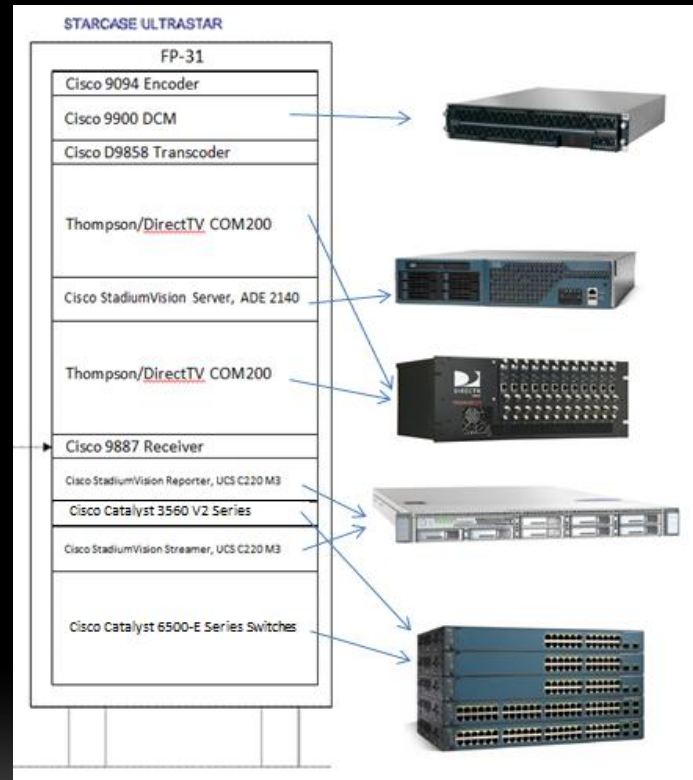 STARCASE ULTRASTAR
FP-31
Cisco 9094 Encoder
Cisco 9900 DCM
Cisco D9858 Transcoder
Thompson/DirectTV COM200
Cisco StadiumVision Server, ADE 2140
Thompson/DirectTV COM200
Cisco 9887 Receiver
Cisco StadiumVision Reporter, UCS C220 M3
Cisco Catalyst 3560 V2 Series
Cisco StadiumVision Streamer, UCS C220 M3
Cisco Catalyst 6500-E Series Switches
DIRECTV